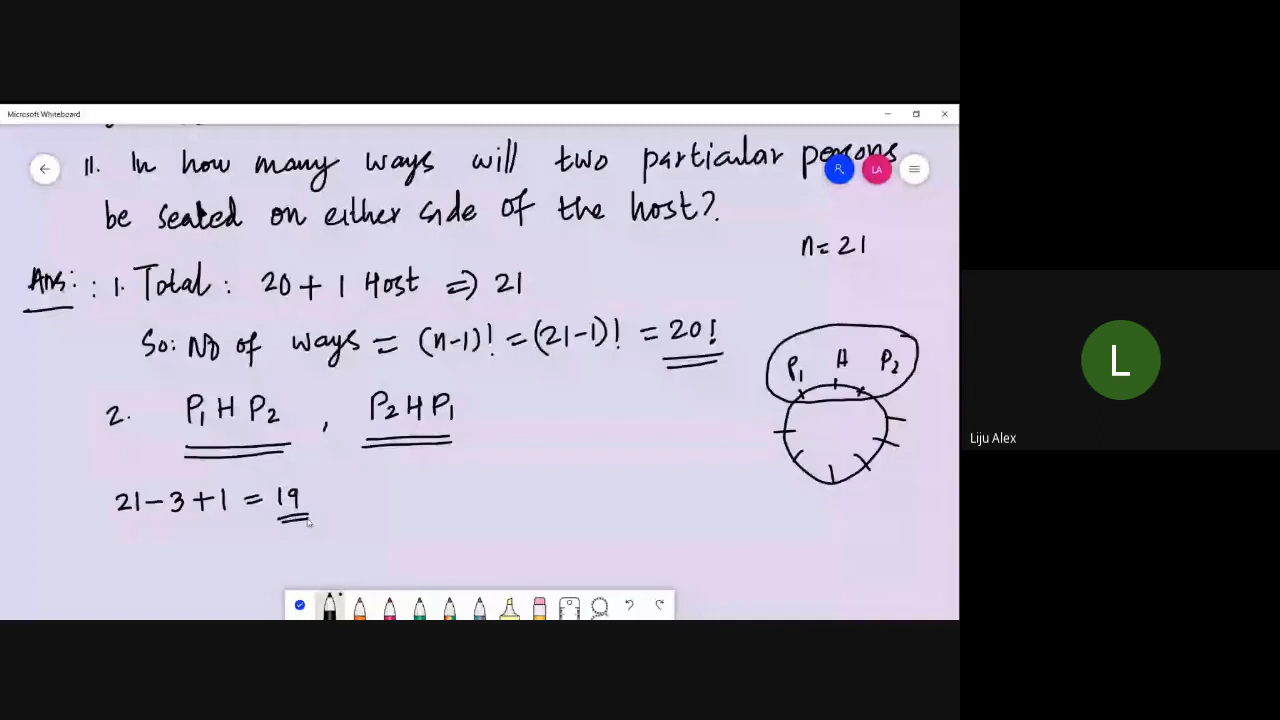 Microsoft Whiteboard
11. In how many ways will two particular persons
be seated on either side of the host?
n = 21
Ans: : 1. Total : 20 + 1 Host => 21
So: No of ways = (n-1)! = (21-1)! = 20!
P1 H P2
2. P1 H P2 , P2 H P1
21 - 3 + 1 = 19
LA
L
Liju Alex